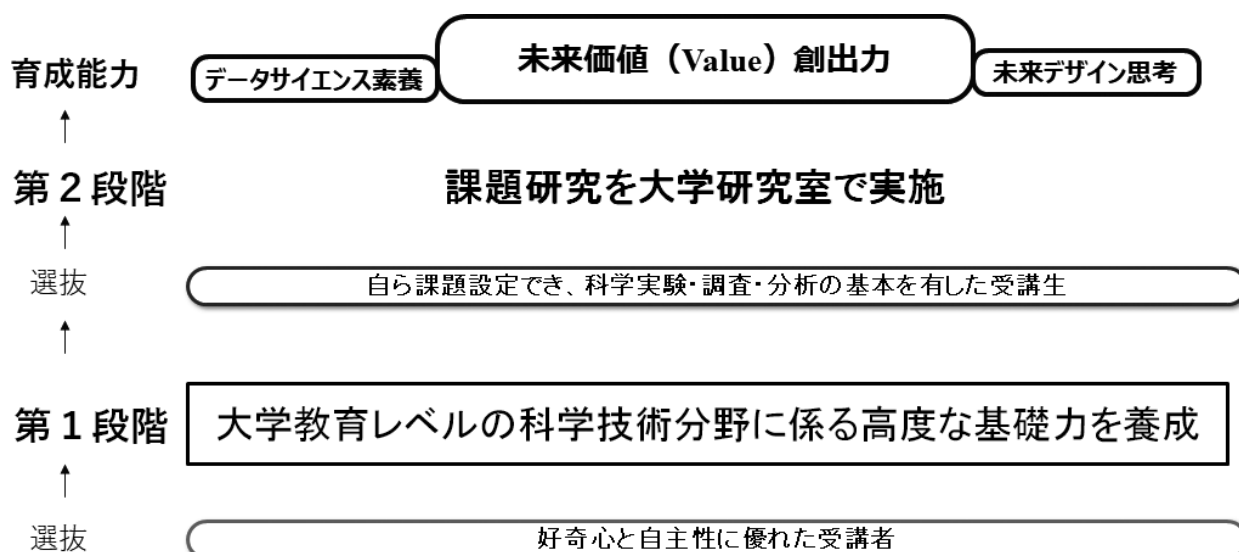 育成能力
データサイエンス素養
未来価値（Value）創出力
未来デザイン思考
第２段階
課題研究を大学研究室で実施
選抜
自ら課題設定でき、科学実験・調査・分析の基本を有した受講生
第１段階
大学教育レベルの科学技術分野に係る高度な基礎力を養成
選抜
好奇心と自主性に優れた受講者